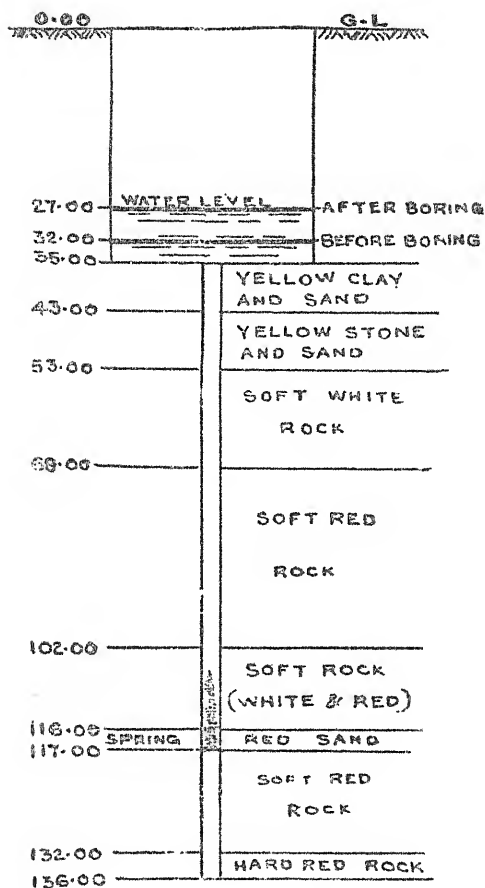 0·00 G·L
27·00 WATER LEVEL AFTER BORING
32·00 BEFORE BORING
35·00
YELLOW CLAY
AND SAND
43·00
YELLOW STONE
AND SAND
53·00
SOFT WHITE
ROCK
69·00
SOFT RED
ROCK
102·00
SOFT ROCK
(WHITE & RED)
116·00
SPRING RED SAND
117·00
SOFT RED
ROCK
132·00
HARD RED ROCK
136·00